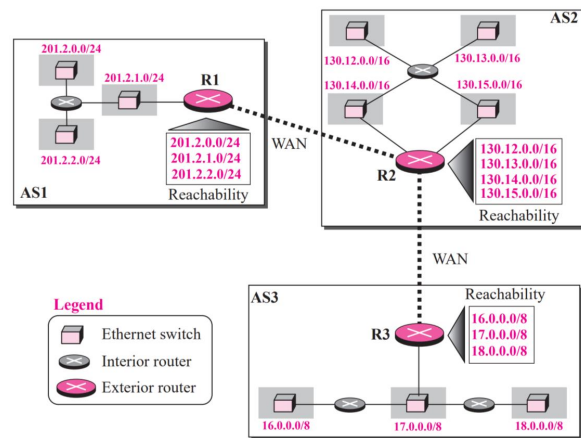 AS2
201.2.0.0/24
201.2.1.0/24
R1
201.2.2.0/24
201.2.0.0/24
201.2.1.0/24
201.2.2.0/24
Reachability
AS1
WAN
130.12.0.0/16
130.13.0.0/16
130.14.0.0/16
130.15.0.0/16
R2
130.12.0.0/16
130.13.0.0/16
130.14.0.0/16
130.15.0.0/16
Reachability
WAN
AS3
Reachability
R3
16.0.0.0/8
17.0.0.0/8
18.0.0.0/8
16.0.0.0/8
17.0.0.0/8
18.0.0.0/8
Legend
Ethernet switch
Interior router
Exterior router